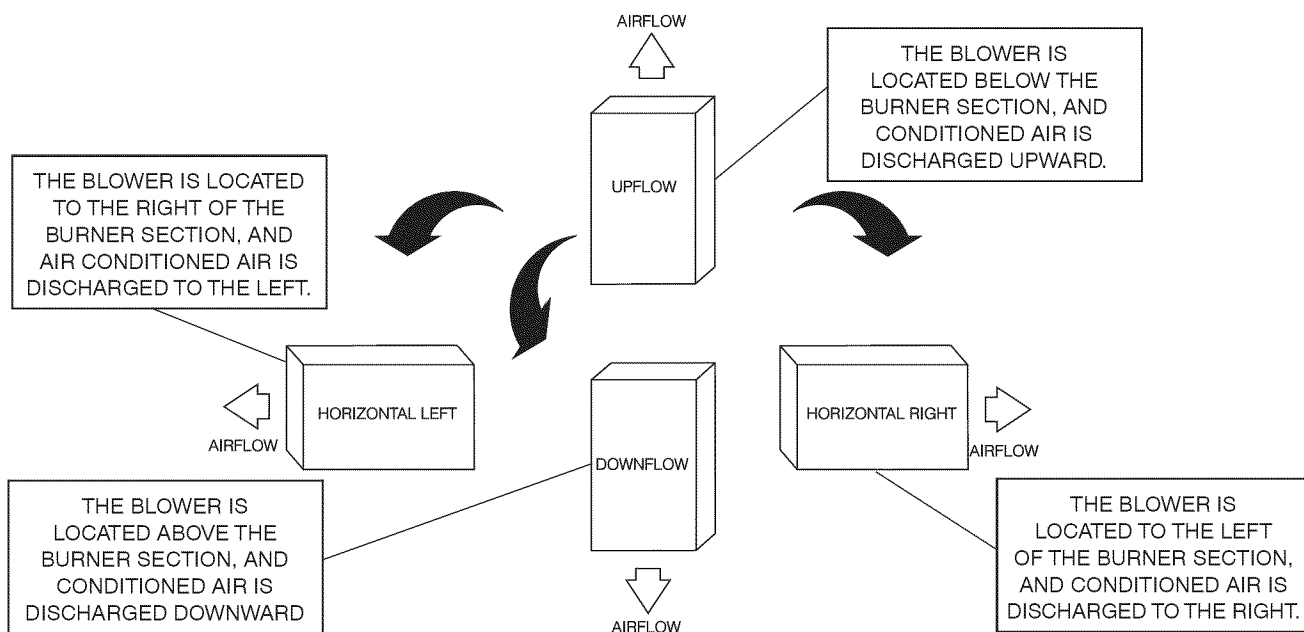 AIRFLOW
THE BLOWER IS
LOCATED BELOW THE
BURNER SECTION, AND
CONDITIONED AIR IS
DISCHARGED UPWARD.
UPFLOW
THE BLOWER IS LOCATED
TO THE RIGHT OF THE
BURNER SECTION, AND
AIR CONDITIONED AIR IS
DISCHARGED TO THE LEFT.
HORIZONTAL LEFT
AIRFLOW
HORIZONTAL RIGHT
AIRFLOW
DOWNFLOW
THE BLOWER IS
LOCATED ABOVE THE
BURNER SECTION, AND
CONDITIONED AIR IS
DISCHARGED DOWNWARD
THE BLOWER IS
LOCATED TO THE LEFT
OF THE BURNER SECTION,
AND CONDITIONED AIR IS
DISCHARGED TO THE RIGHT.
AIRFLOW